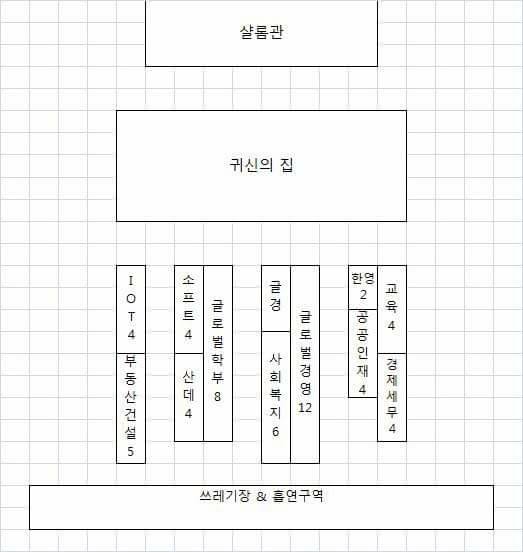 샬롬관
귀신의 집
IOT4
부동산건설5
소프트4
산데4
글로벌학부8
글경
사회복지6
글로벌경영12
한영2
공공인재4
교육4
경제세무4
쓰레기장 & 흡연구역